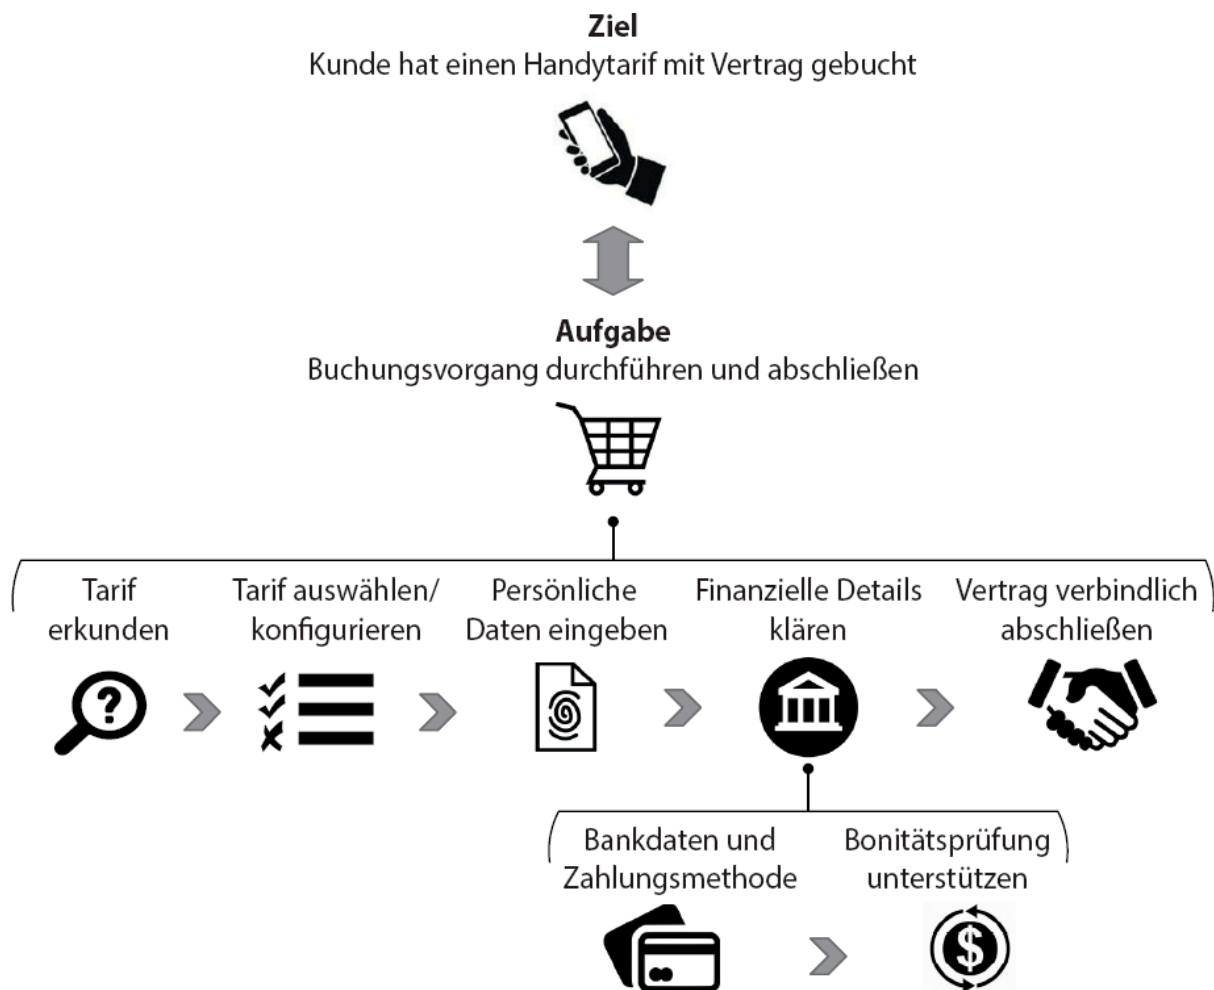 Ziel
Kunde hat einen Handytarif mit Vertrag gebucht
Aufgabe
Buchungsvorgang durchführen und abschließen
Tarif
erkunden
?
Tarif auswählen/
konfigurieren
Persönliche
Daten eingeben
Finanzielle Details
klären
Vertrag verbindlich
abschließen
Bankdaten und
Zahlungsmethode
Bonitätsprüfung
unterstützen
$